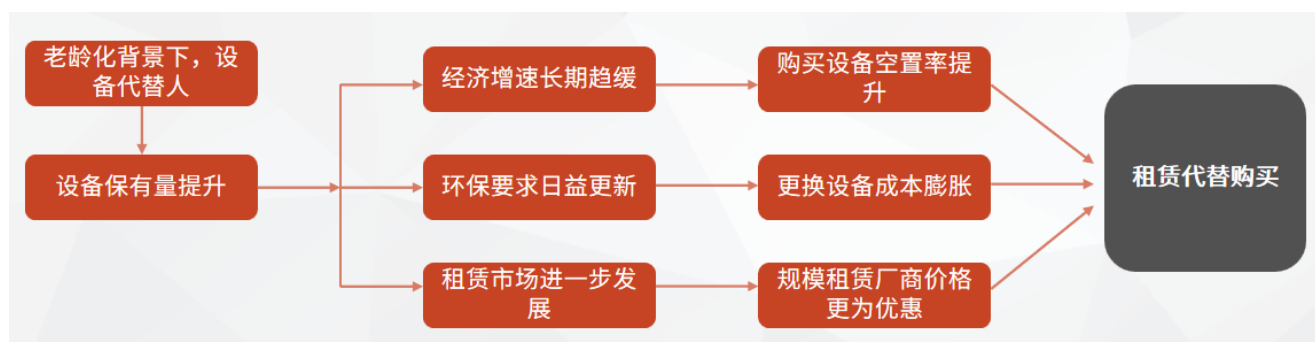 老龄化背景下，设
备代替人
设备保有量提升
经济增速长期趋缓
环保要求日益更新
租赁市场进一步发
展
购买设备空置率提
升
更换设备成本膨胀
规模租赁厂商价格
更为优惠
租赁代替购买